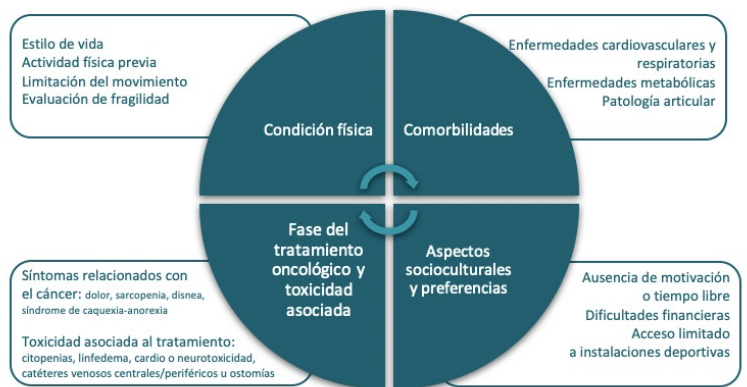 Estilo de vida
Actividad física previa
Limitación del movimiento
Evaluación de fragilidad
Condición física
Enfermedades cardiovasculares y
respiratorias
Enfermedades metabólicas
Patología articular
Comorbilidades
Fase del
tratamiento
oncológico y
toxicidad
asociada
Síntomas relacionados con
el cáncer: dolor, sarcopenia, disnea,
síndrome de caquexia-anorexia
Toxicidad asociada al tratamiento:
citopenias, linfedema, cardio o neurotoxicidad,
catéteres venosos centrales/periféricos u ostomías
Aspectos
socioculturales
y preferencias
Ausencia de motivación
o tiempo libre
Dificultades financieras
Acceso limitado
a instalaciones deportivas